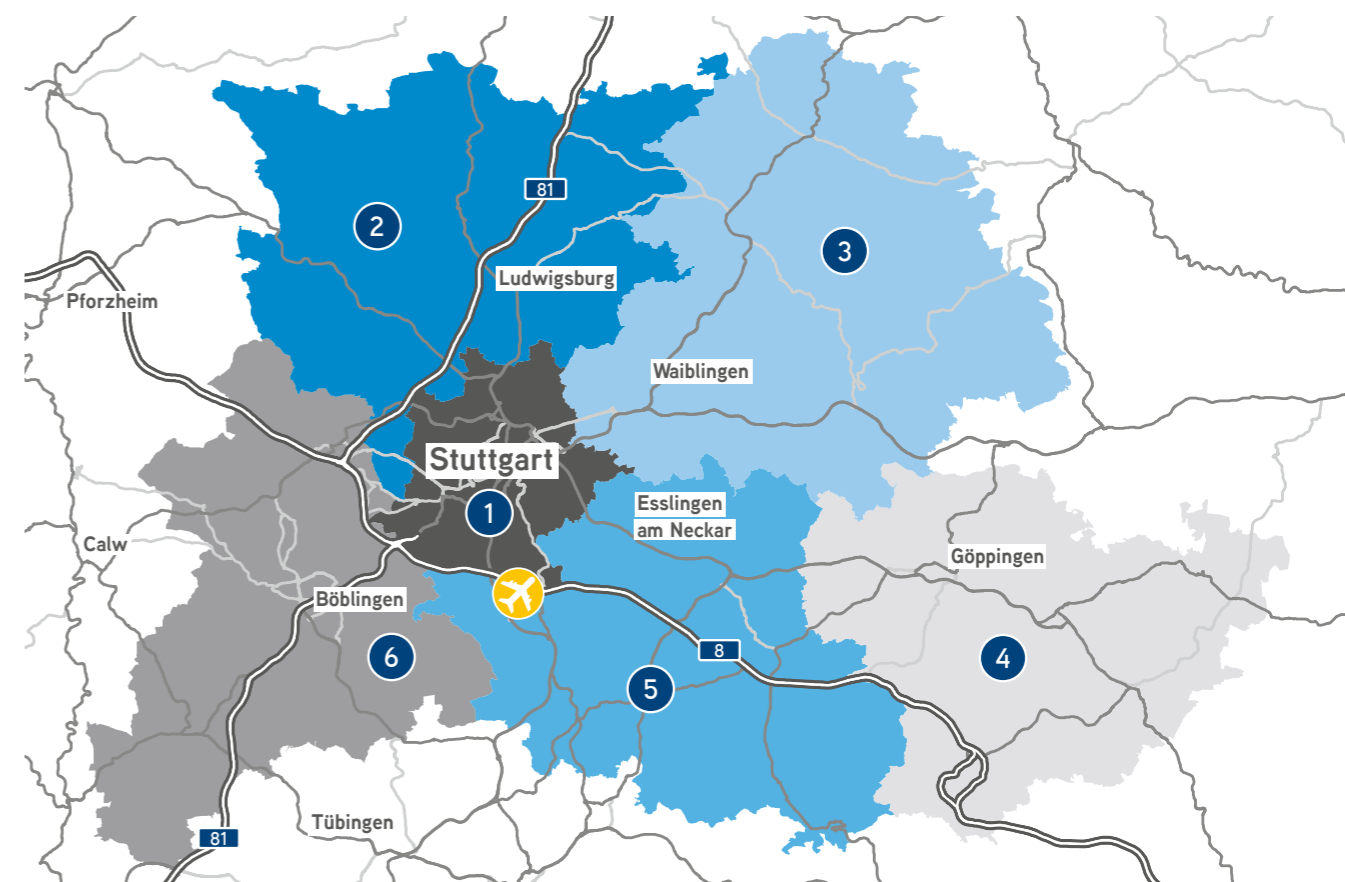 81
2
3
Ludwigsburg
Pforzheim
Waiblingen
Stuttgart
1
Esslingen
am Neckar
Calw
Göppingen
Böblingen
6
8
4
5
Tübingen
81